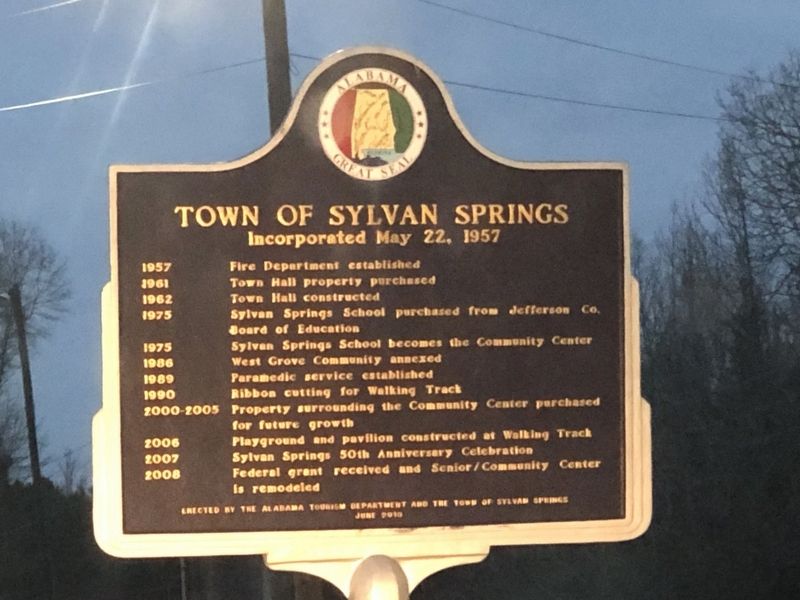 ALABAMA
GREAT SEAL
TOWN OF SYLVAN SPRINGS
Incorporated May 22, 1957
1957 Fire Department established
1961 Town Hall property purchased
1962 Town Hall constructed
1975 Sylvan Springs School purchased from Jefferson Co.
Board of Education
1975 Sylvan Springs School becomes the Community Center
1986 West Grove Community annexed
1989 Paramedic service established
1990 Ribbon cutting for Walking Track
2000-2005 Property surrounding the Community Center purchased
for future growth
2006 Playground and pavilion constructed at Walking Track
2007 Sylvan Springs 50th Anniversary Celebration
2008 Federal grant received and Senior/Community Center
is remodeled
ERECTED BY THE ALABAMA TOURISM DEPARTMENT AND THE TOWN OF SYLVAN SPRINGS
JUNE 2010